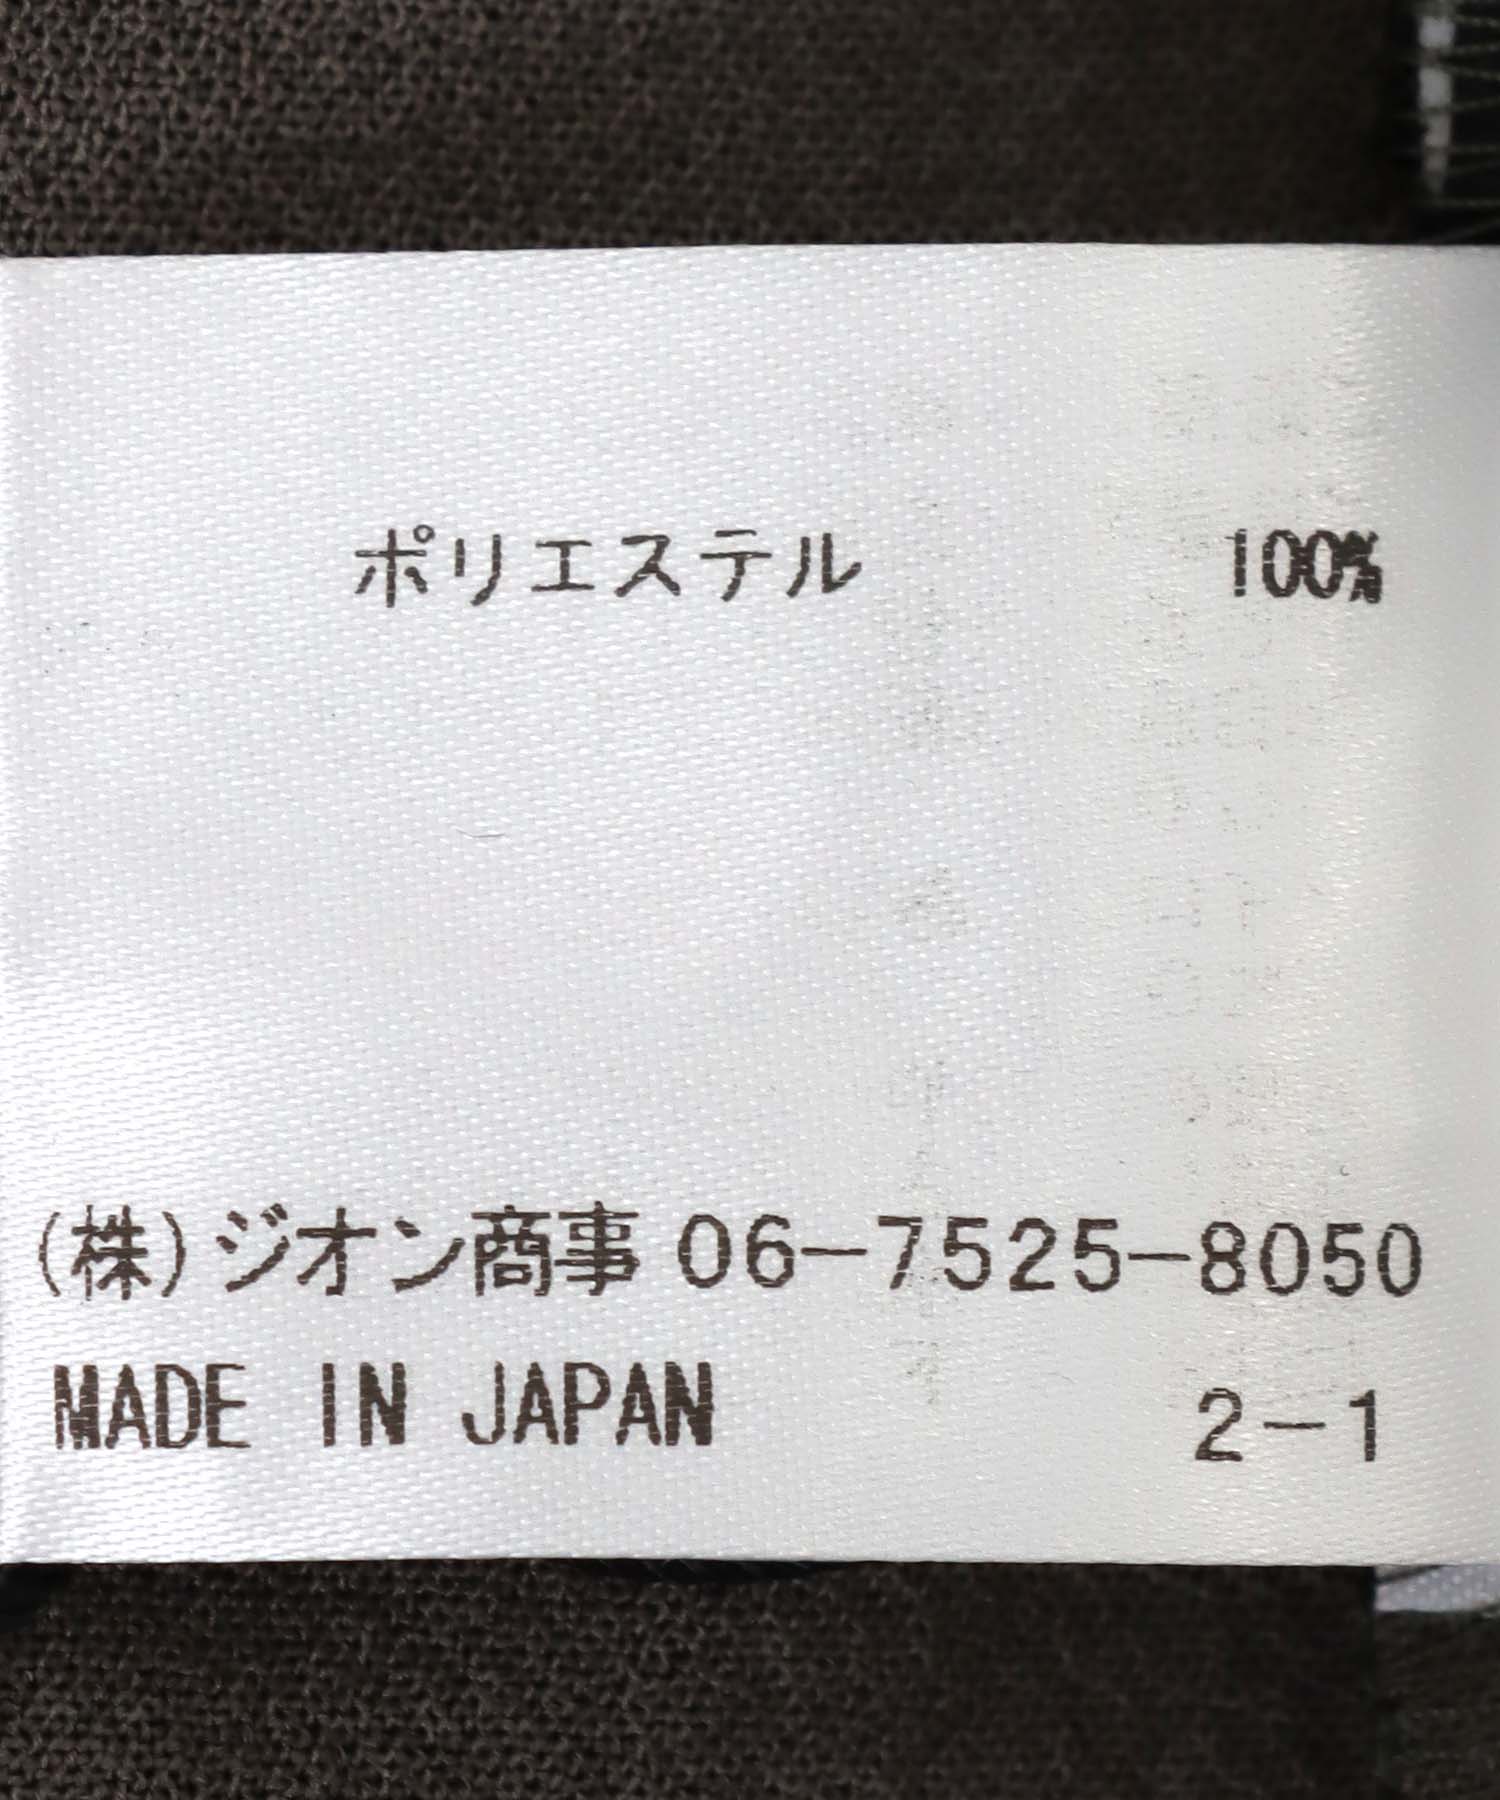 ポリエステル 100%
(株)ジオン商事 06-7525-8050
MADE IN JAPAN 2-1